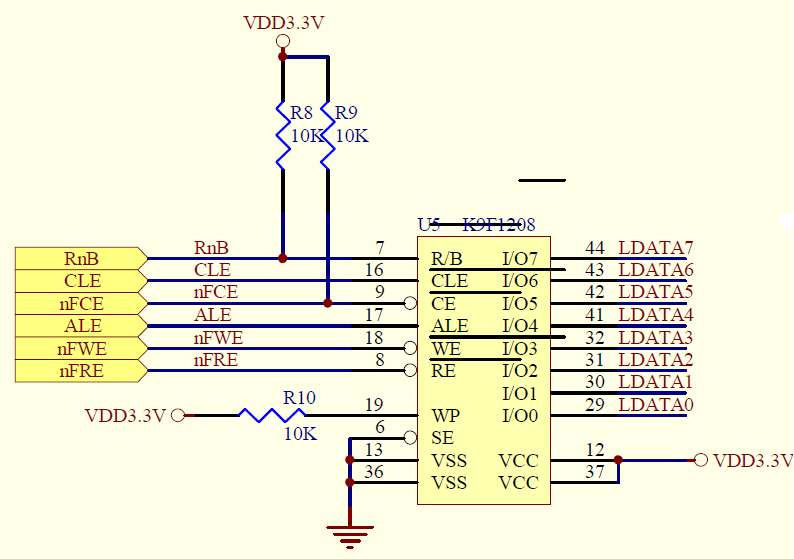 VDD3.3V
R8 R9
10K 10K
U5 K9F1208
RnB RnB 7 R/B I/O7 44 LDATA7
CLE CLE 16 CLE I/O6 43 LDATA6
nFCE nFCE 9 CE I/O5 42 LDATA5
ALE ALE 17 ALE I/O4 41 LDATA4
nFWE nFWE 18 WE I/O3 32 LDATA3
nFRE nFRE 8 RE I/O2 31 LDATA2
I/O1 30 LDATA1
R10
VDD3.3V 19 WP I/O0 29 LDATA0
10K
6 SE
13 VSS VCC 12 VDD3.3V
36 VSS VCC 37